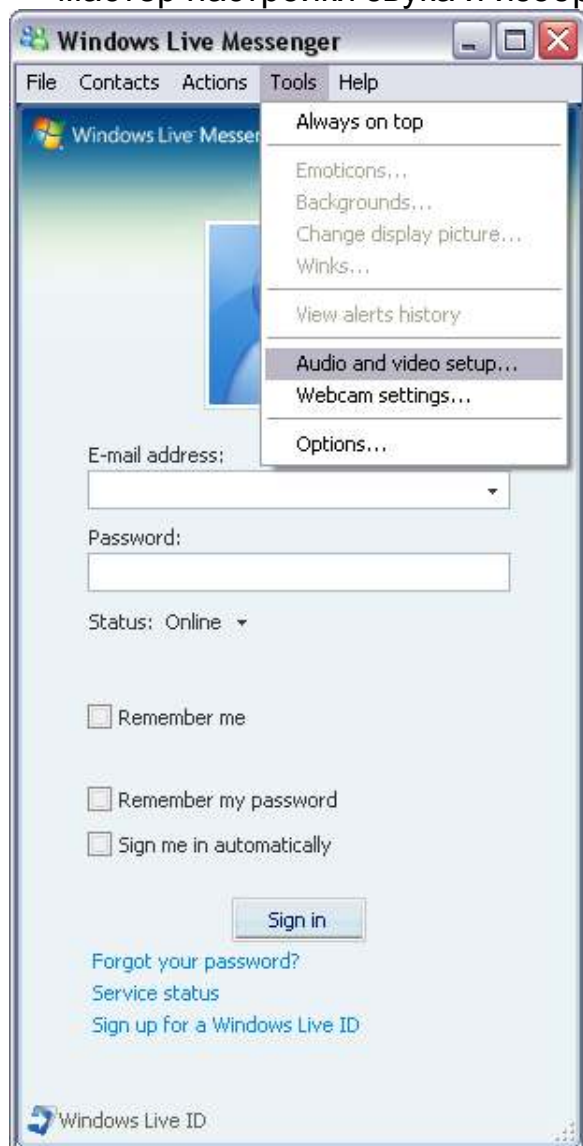 Windows Live Messenger
File Contacts Actions Tools Help
Windows Live Messen
Always on top
Emoticons...
Backgrounds...
Change display picture...
Winks...
View alerts history
Audio and video setup...
Webcam settings...
Options...
E-mail address:
Password:
Status: Online
Remember me
Remember my password
Sign me in automatically
Sign in
Forgot your password?
Service status
Sign up for a Windows Live ID
Windows Live ID